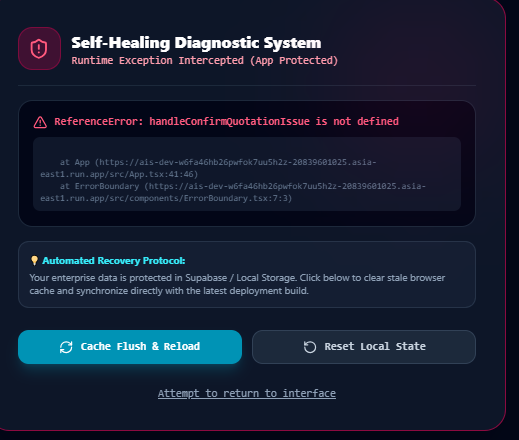 Self-Healing Diagnostic System
Runtime Exception Intercepted (App Protected)
ReferenceError: handleConfirmQuotationIssue is not defined
at App (https://ais-dev-w6fa46hb26pwfok7uu5h2z-20839601025.asia-
east1.run.app/src/App.tsx:41:46)
at ErrorBoundary (https://ais-dev-w6fa46hb26pwfok7uu5h2z-20839601025.asia-
east1.run.app/src/components/ErrorBoundary.tsx:7:3)
Automated Recovery Protocol:
Your enterprise data is protected in Supabase / Local Storage. Click below to clear stale browser
cache and synchronize directly with the latest deployment build.
Cache Flush & Reload
Reset Local State
Attempt to return to interface